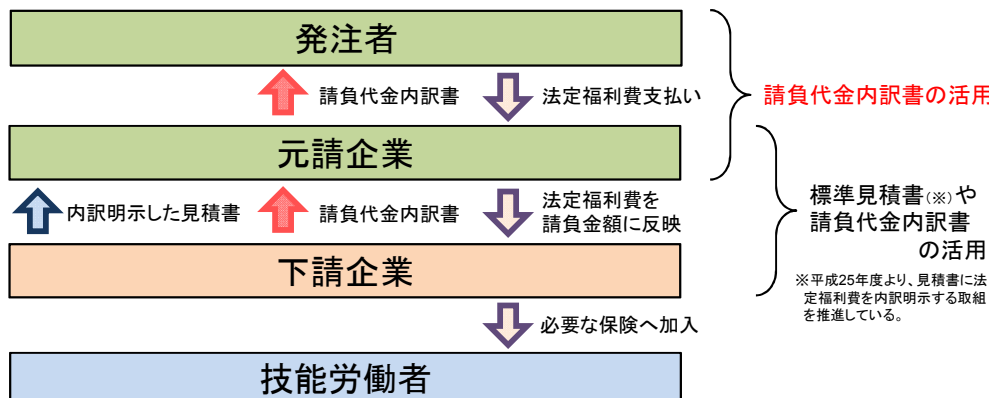 発注者
請負代金内訳書
法定福利費支払い
請負代金内訳書の活用
元請企業
内訳明示した見積書
請負代金内訳書
法定福利費を
請負金額に反映
標準見積書(※)や
請負代金内訳書
の活用
※平成25年度より、見積書に法
定福利費を内訳明示する取組
を推進している。
下請企業
必要な保険へ加入
技能労働者